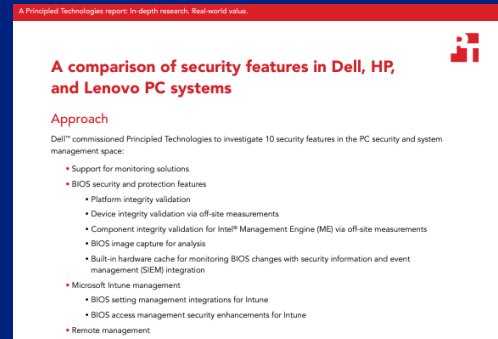 A Principled Technologies report: In-depth research. Real-world value.
A comparison of security features in Dell, HP,
and Lenovo PC systems
Approach
Dell™ commissioned Principled Technologies to investigate 10 security features in the PC security and system
management space:
• Support for monitoring solutions
• BIOS security and protection features
• Platform integrity validation
• Device integrity validation via off-site measurements
• Component integrity validation for Intel® Management Engine (ME) via off-site measurements
• BIOS image capture for analysis
• Built-in hardware cache for monitoring BIOS changes with security information and event
management (SIEM) integration
• Microsoft Intune management
• BIOS setting management integrations for Intune
• BIOS access management security enhancements for Intune
• Remote management